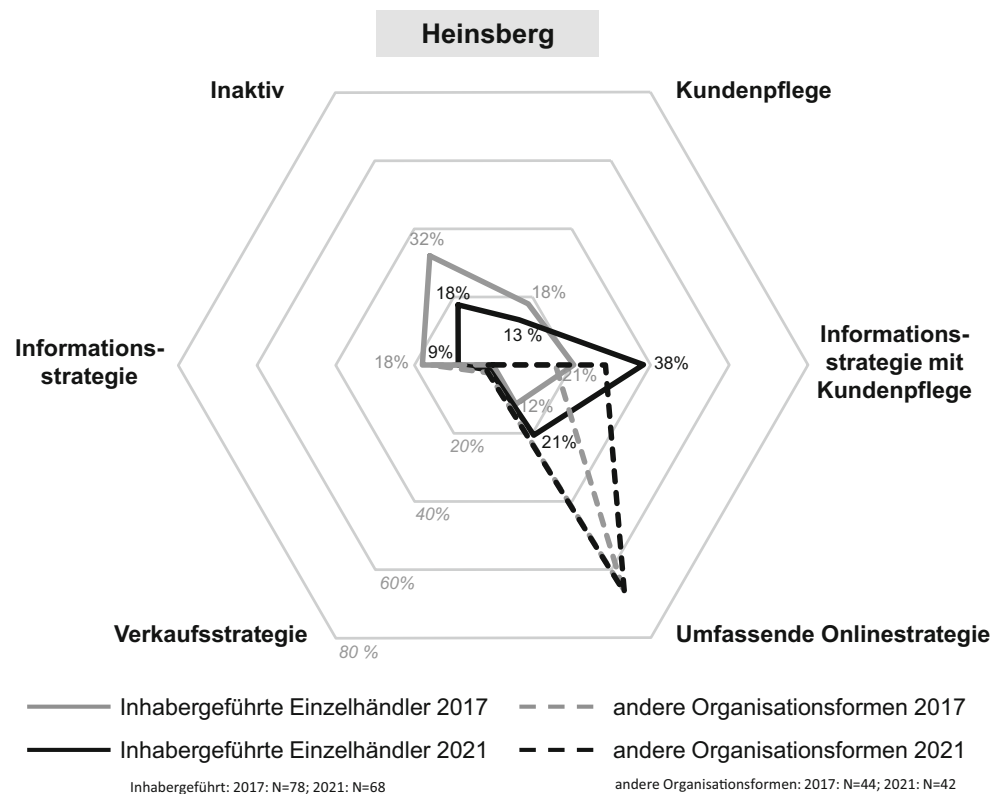 Heinsberg
Inaktiv
Kundenpflege
32%
18%
18%
13 %
Informations-
strategie
18%
9%
21%
38%
Informations-
strategie mit
Kundenpflege
12%
21%
20%
40%
60%
Verkaufsstrategie
Umfassende Onlinestrategie
80 %
Inhabergeführte Einzelhändler 2017
andere Organisationsformen 2017
Inhabergeführte Einzelhändler 2021
andere Organisationsformen 2021
Inhabergeführt: 2017: N=78; 2021: N=68
andere Organisationsformen: 2017: N=44; 2021: N=42